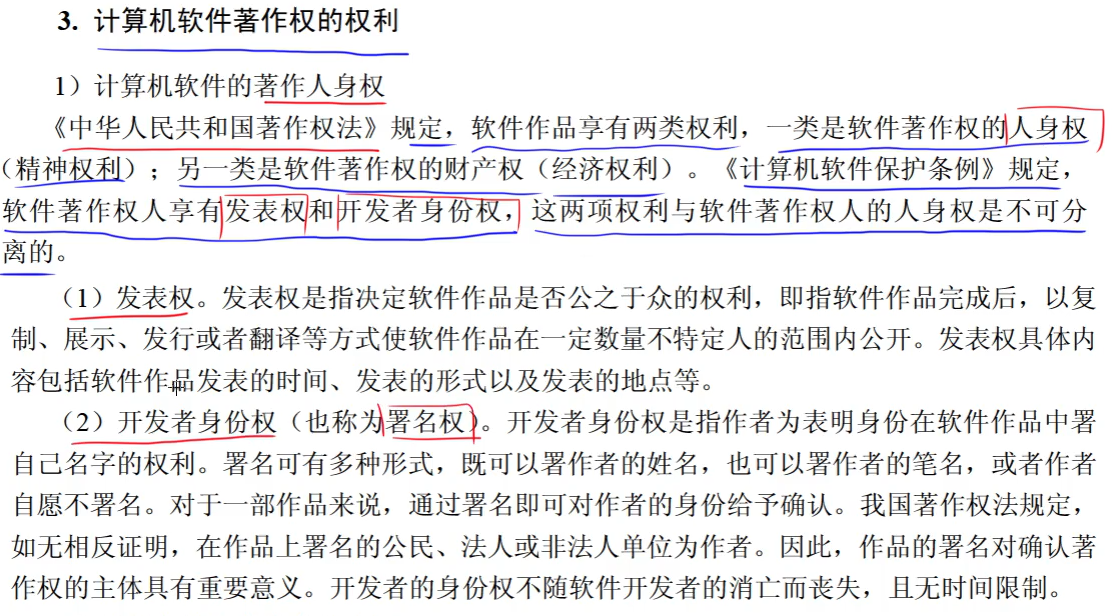 3. 计算机软件著作权的权利
1）计算机软件的著作人身权
《中华人民共和国著作权法》规定，软件作品享有两类权利，一类是软件著作权的人身权
（精神权利）；另一类是软件著作权的财产权（经济权利）。《计算机软件保护条例》规定，
软件著作权人享有发表权和开发者身份权，这两项权利与软件著作权人的人身权是不可分
离的。
（1）发表权。发表权是指决定软件作品是否公之于众的权利，即指软件作品完成后，以复
制、展示、发行或者翻译等方式使软件作品在一定数量不特定人的范围内公开。发表权具体内
容包括软件作品发表的时间、发表的形式以及发表的地点等。
（2）开发者身份权（也称为署名权）。开发者身份权是指作者为表明身份在软件作品中署
自己名字的权利。署名可有多种形式，既可以署作者的姓名，也可以署作者的笔名，或者作者
自愿不署名。对于一部作品来说，通过署名即可对作者的身份给予确认。我国著作权法规定，
如无相反证明，在作品上署名的公民、法人或非法人单位为作者。因此，作品的署名对确认著
作权的主体具有重要意义。开发者的身份权不随软件开发者的消亡而丧失，且无时间限制。